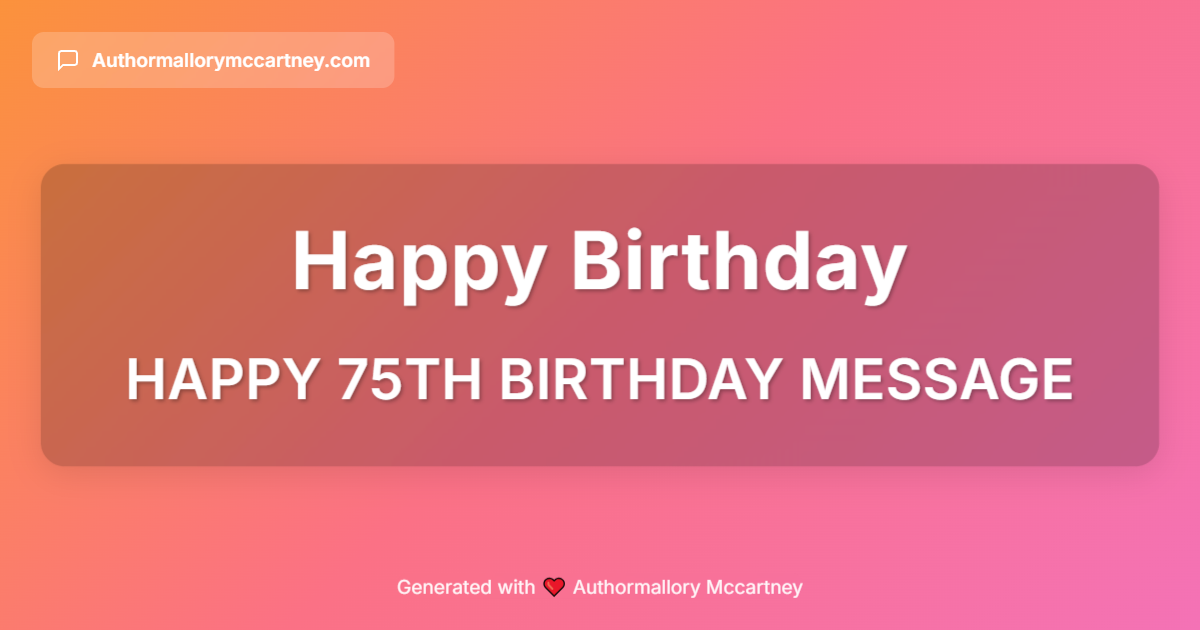 Authormallorymccartney.com
Happy Birthday
HAPPY 75TH BIRTHDAY MESSAGE
Generated with ❤️ Authormallory Mccartney